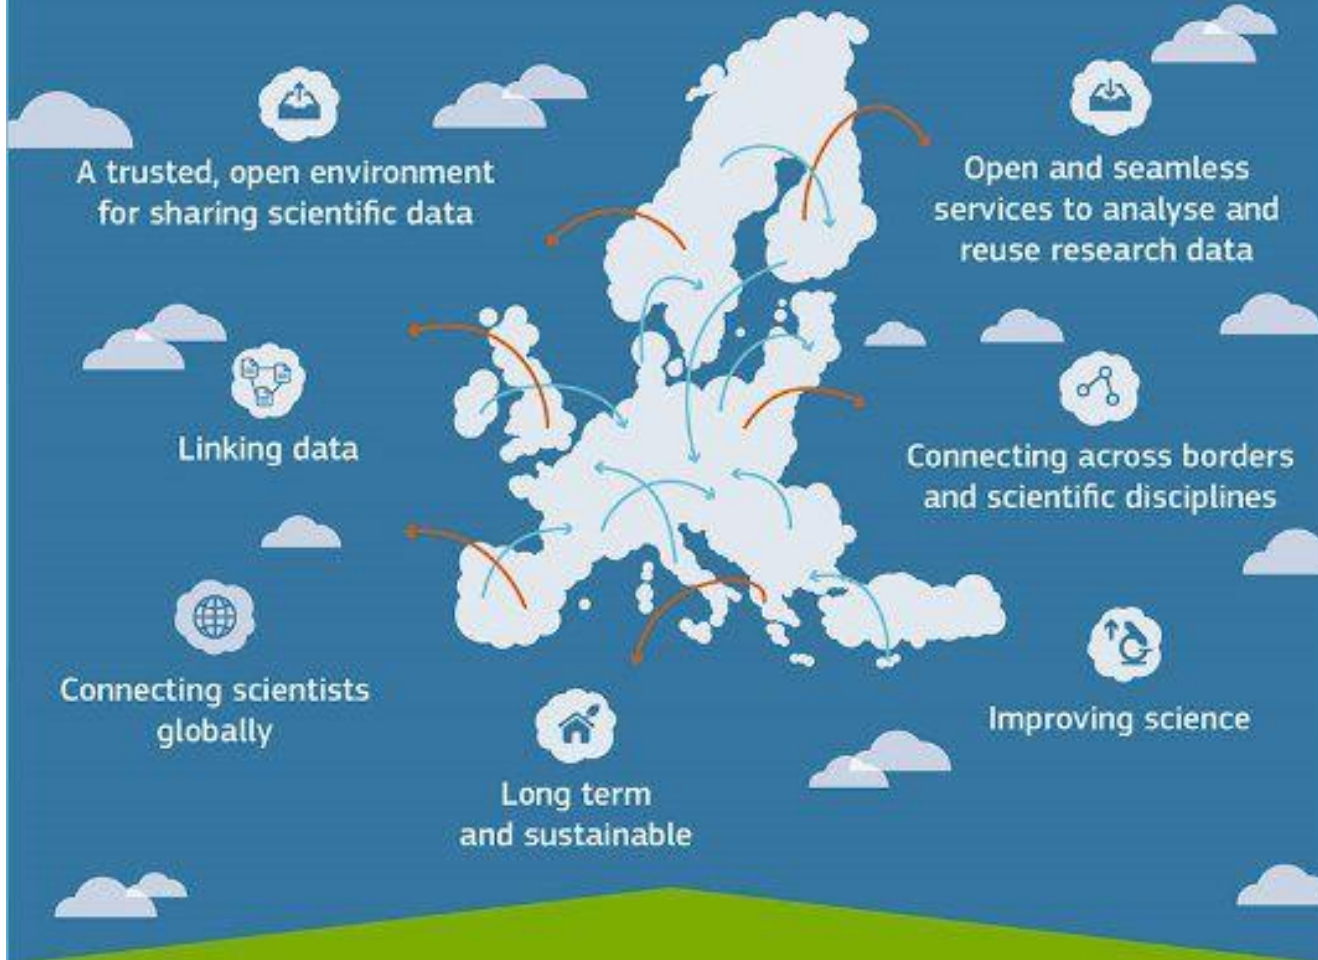 A trusted, open environment
for sharing scientific data
Open and seamless
services to analyse and
reuse research data
Linking data
Connecting across borders
and scientific disciplines
Connecting scientists
globally
Improving science
Long term
and sustainable